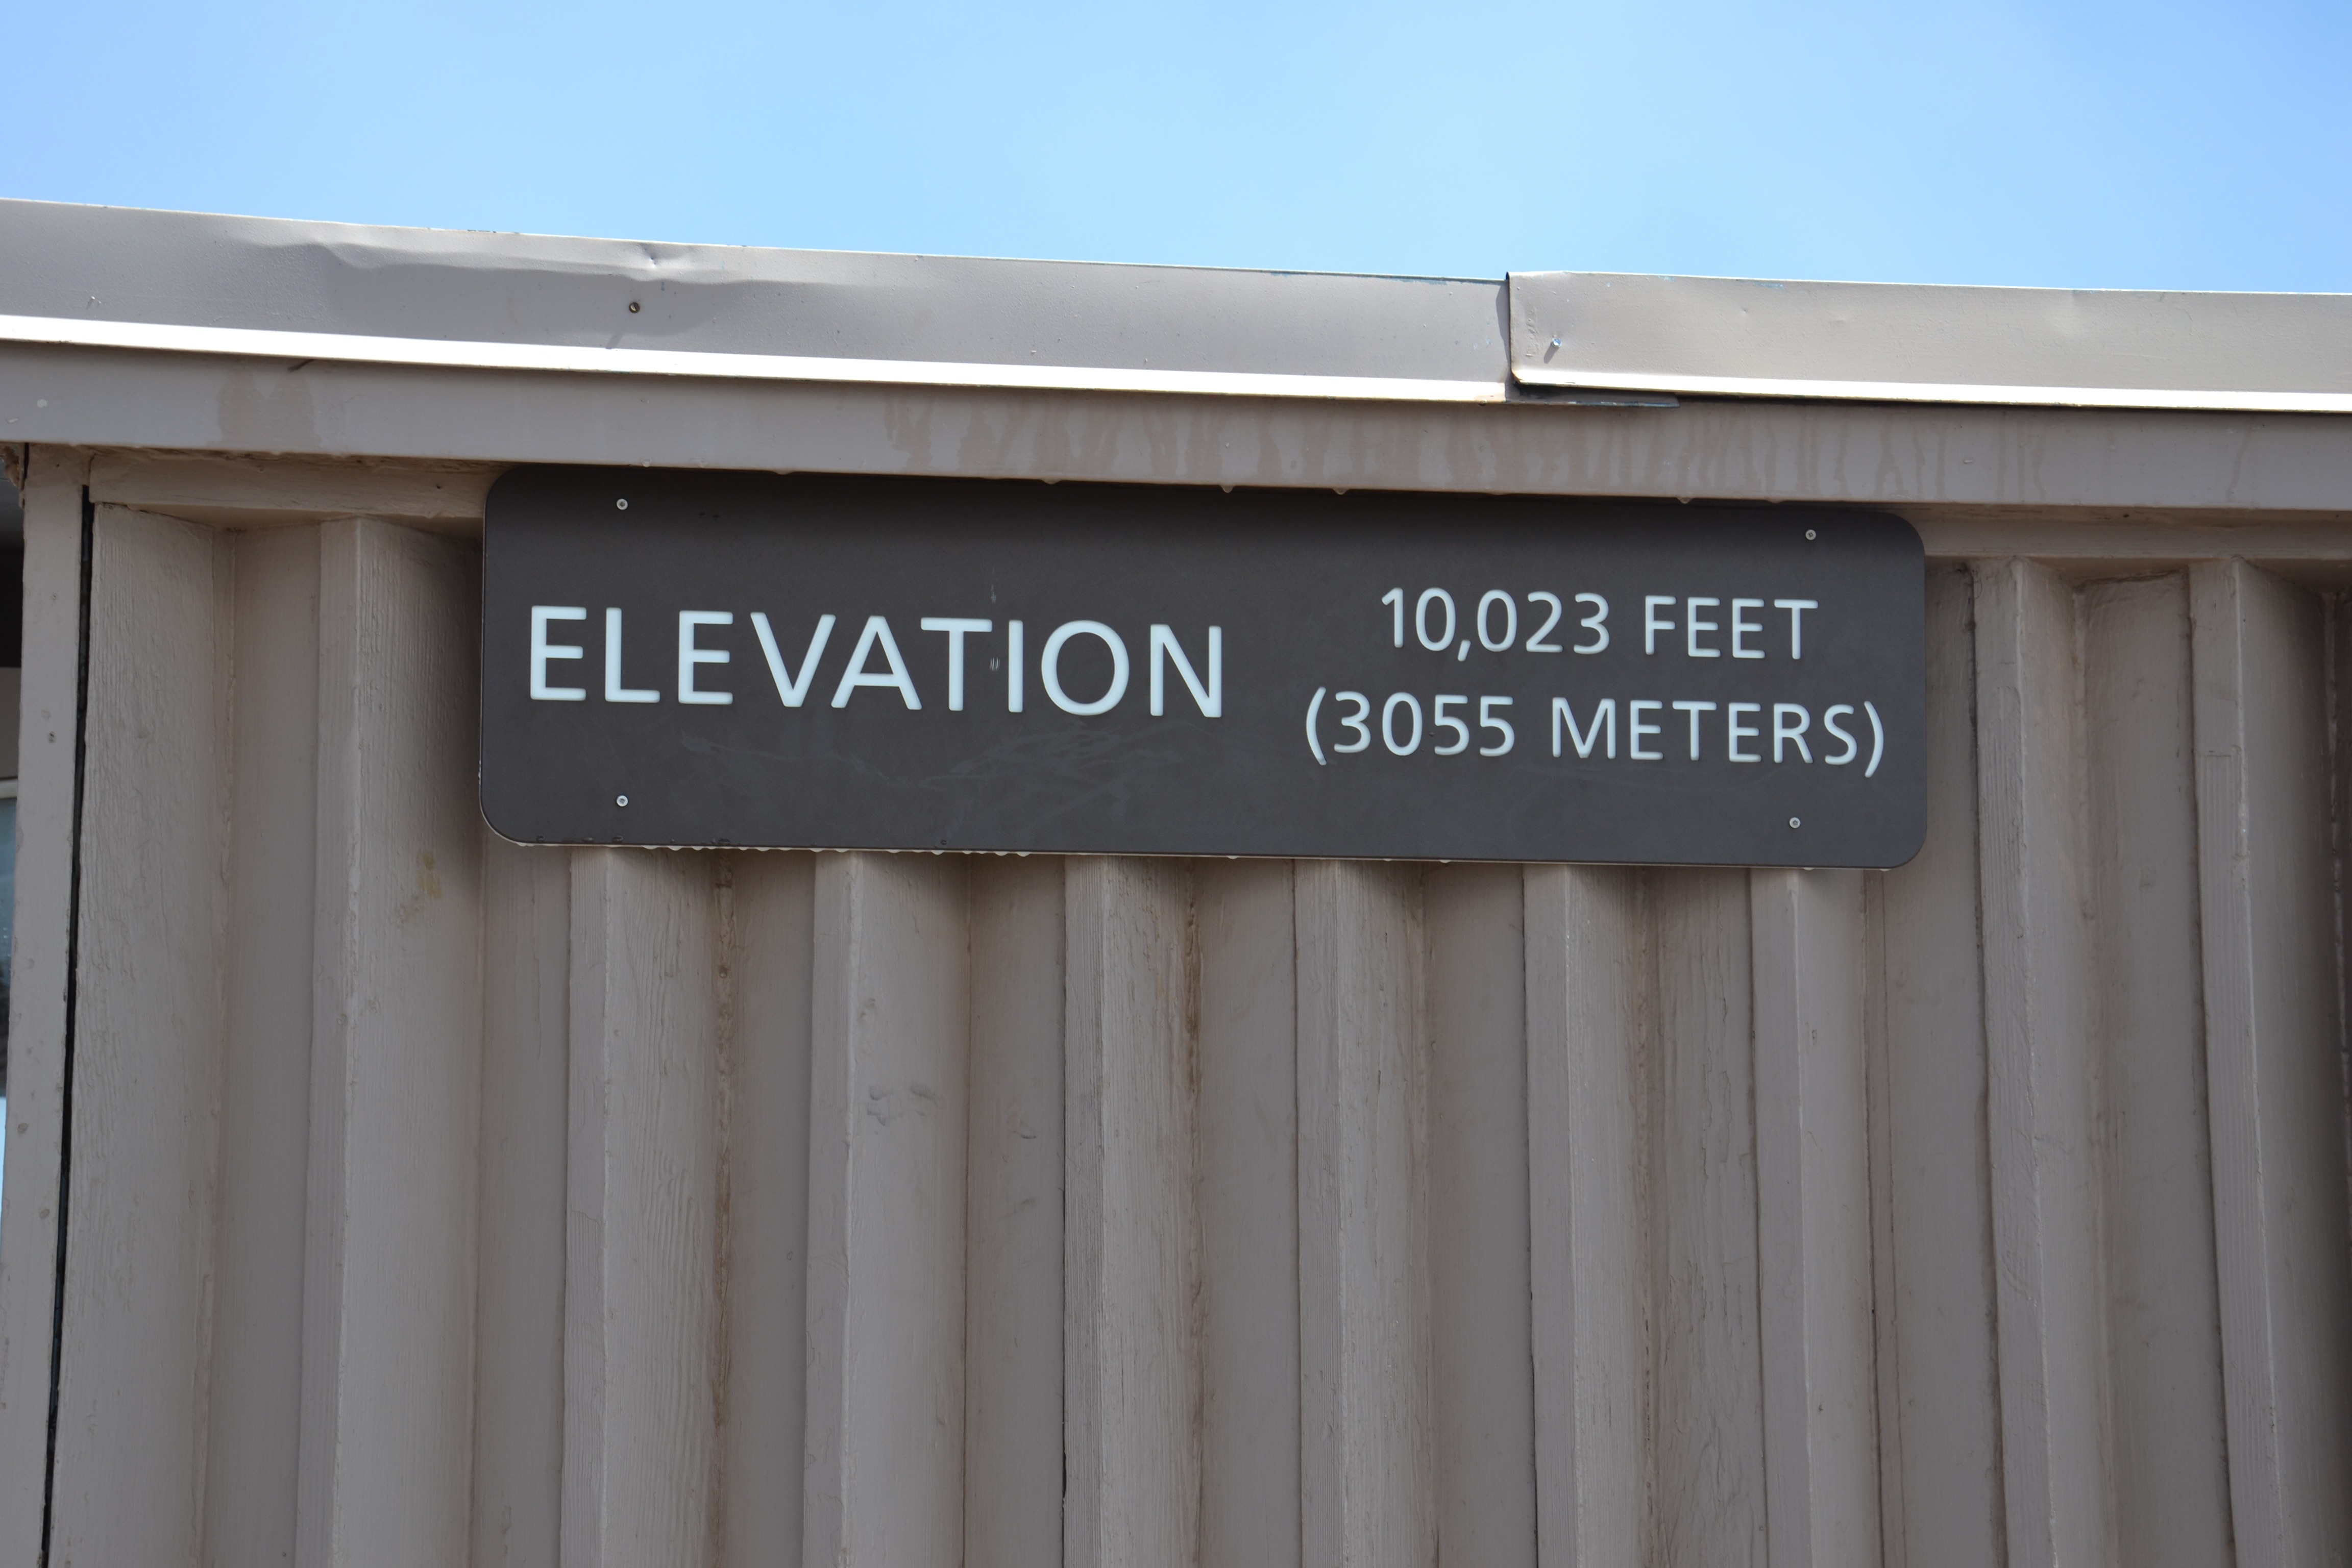 ELEVATION
10,023 FEET
(3055 METERS)